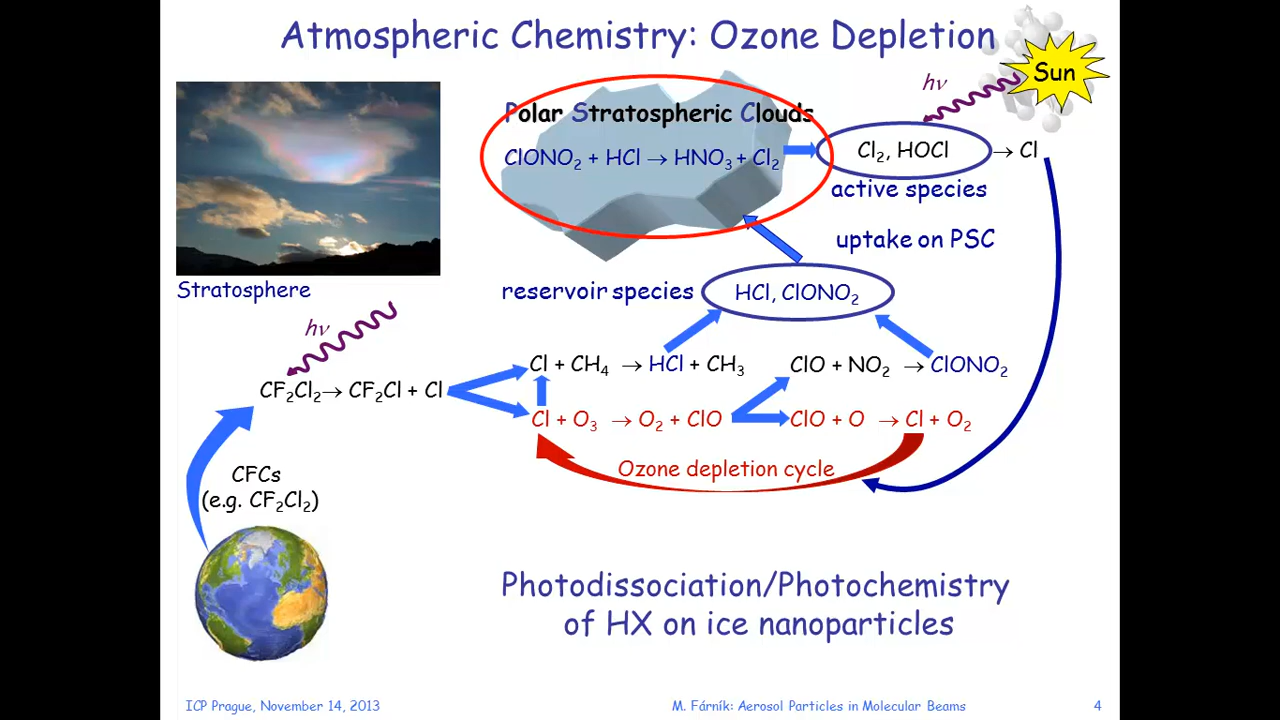 Atmospheric Chemistry: Ozone Depletion
Sun
hν
Polar Stratospheric Clouds
ClONO₂ + HCl → HNO₃ + Cl₂
Cl₂, HOCl → Cl
active species
uptake on PSC
Stratosphere
reservoir species
HCl, ClONO₂
hν
Cl + CH₄ → HCl + CH₃
ClO + NO₂ → ClONO₂
CF₂Cl₂→ CF₂Cl + Cl
Cl + O₃ → O₂ + ClO
ClO + O → Cl + O₂
Ozone depletion cycle
CFCs
(e.g. CF₂Cl₂)
Photodissociation/Photochemistry
of HX on ice nanoparticles
ICP Prague, November 14, 2013
M. Fárník: Aerosol Particles in Molecular Beams
4